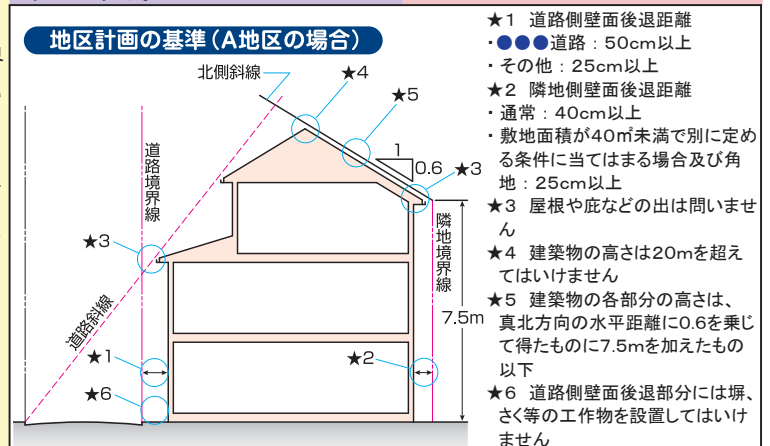 地区計画の基準（A地区の場合）
北側斜線
★4
★5
1
0.6
★3
道路境界線
隣地境界線
★3
道路斜線
7.5m
★1
★2
★6
★1 道路側壁面後退距離
・●●●道路：50cm以上
・その他：25cm以上
★2 隣地側壁面後退距離
・通常：40cm以上
・敷地面積が40㎡未満で別に定め
る条件に当てはまる場合及び角
地：25cm以上
★3 屋根や庇などの出は問いませ
ん
★4 建築物の高さは20mを超え
てはいけません
★5 建築物の各部分の高さは、
真北方向の水平距離に0.6を乗じ
て得たものに7.5mを加えたもの
以下
★6 道路側壁面後退部分には塀、
さく等の工作物を設置してはいけ
ません